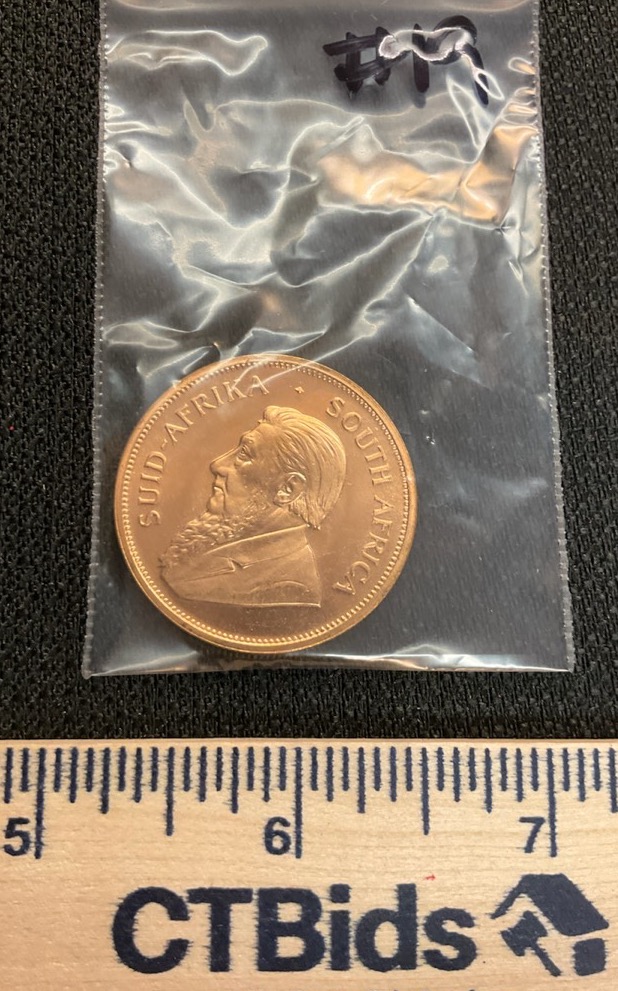 #19
SUID-AFRIKA · SOUTH AFRICA
5 6 7
CTBids